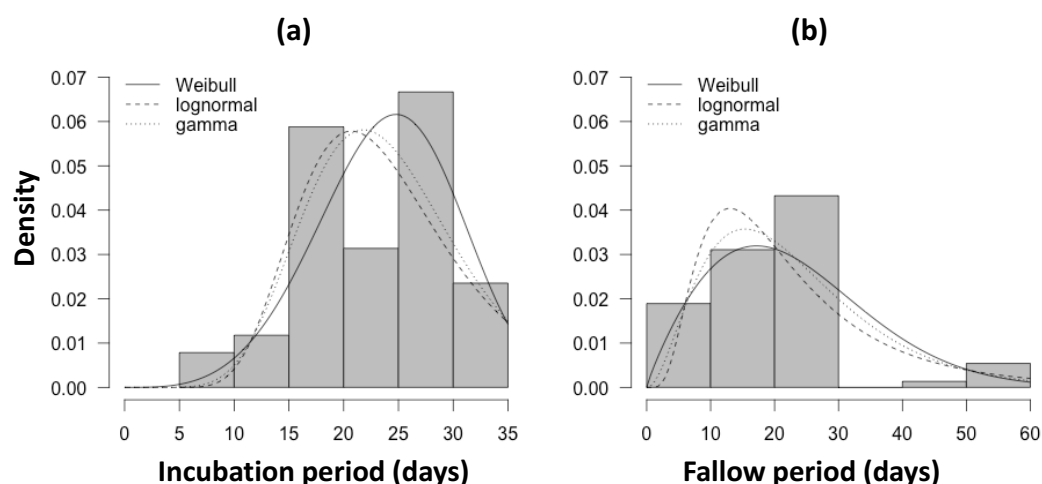 (a)
0.07
0.06
0.05
0.04
0.03
0.02
0.01
0.00
Density
Weibull
lognormal
gamma
0 5 10 15 20 25 30 35
Incubation period (days)
(b)
0.07
0.06
0.05
0.04
0.03
0.02
0.01
0.00
Weibull
lognormal
gamma
0 10 20 30 40 50 60
Fallow period (days)